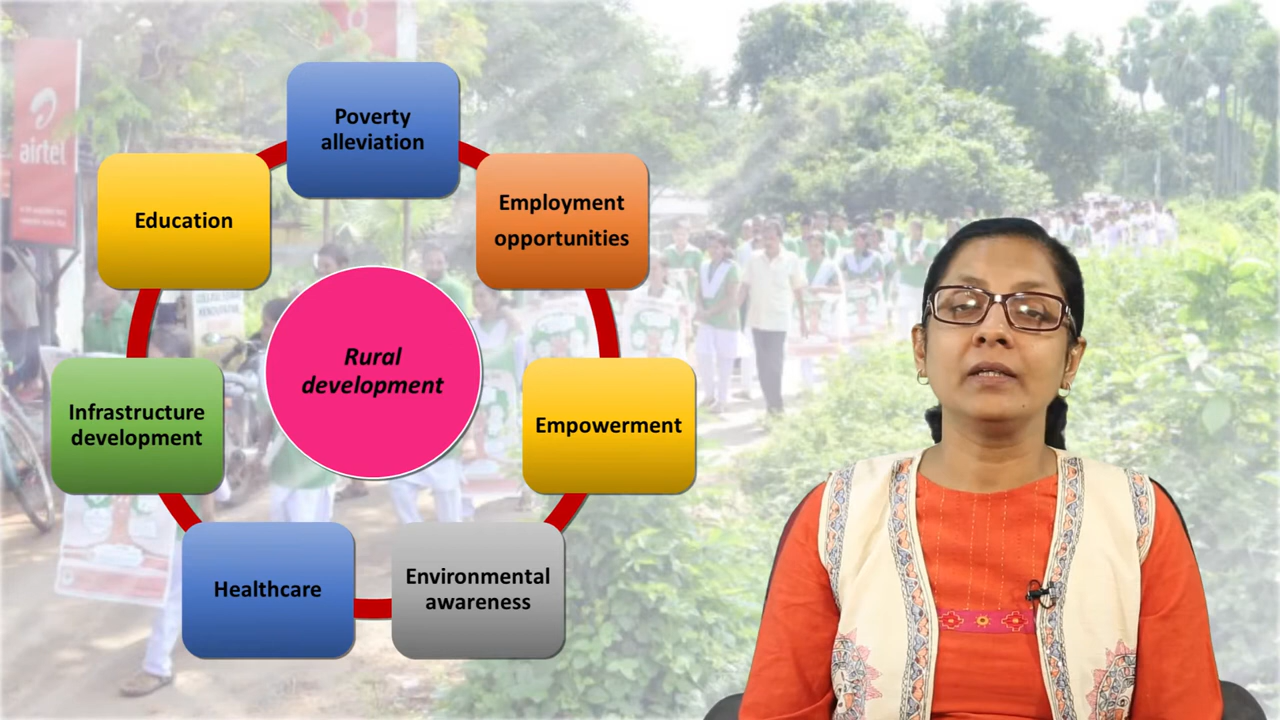 Poverty
alleviation
Employment
opportunities
Empowerment
Environmental
awareness
Healthcare
Infrastructure
development
Education
Rural
development
airtel